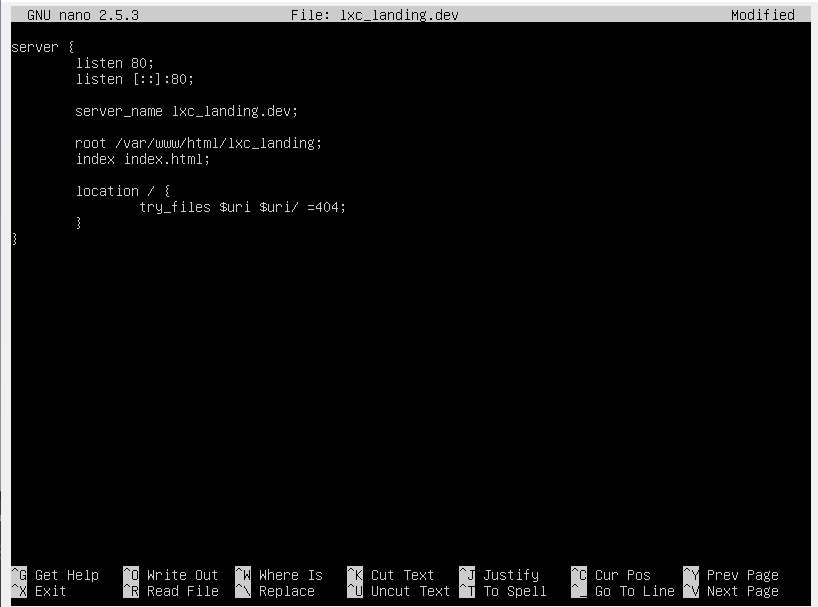 GNU nano 2.5.3 File: lxc_landing.dev Modified
server {
listen 80;
listen [::]:80;
server_name lxc_landing.dev;
root /var/www/html/lxc_landing;
index index.html;
location / {
try_files $uri $uri/ =404;
}
}
^G Get Help ^O Write Out ^W Where Is ^K Cut Text ^J Justify ^C Cur Pos ^Y Prev Page
^X Exit ^R Read File ^\ Replace ^U Uncut Text ^T To Spell ^_ Go To Line ^V Next Page